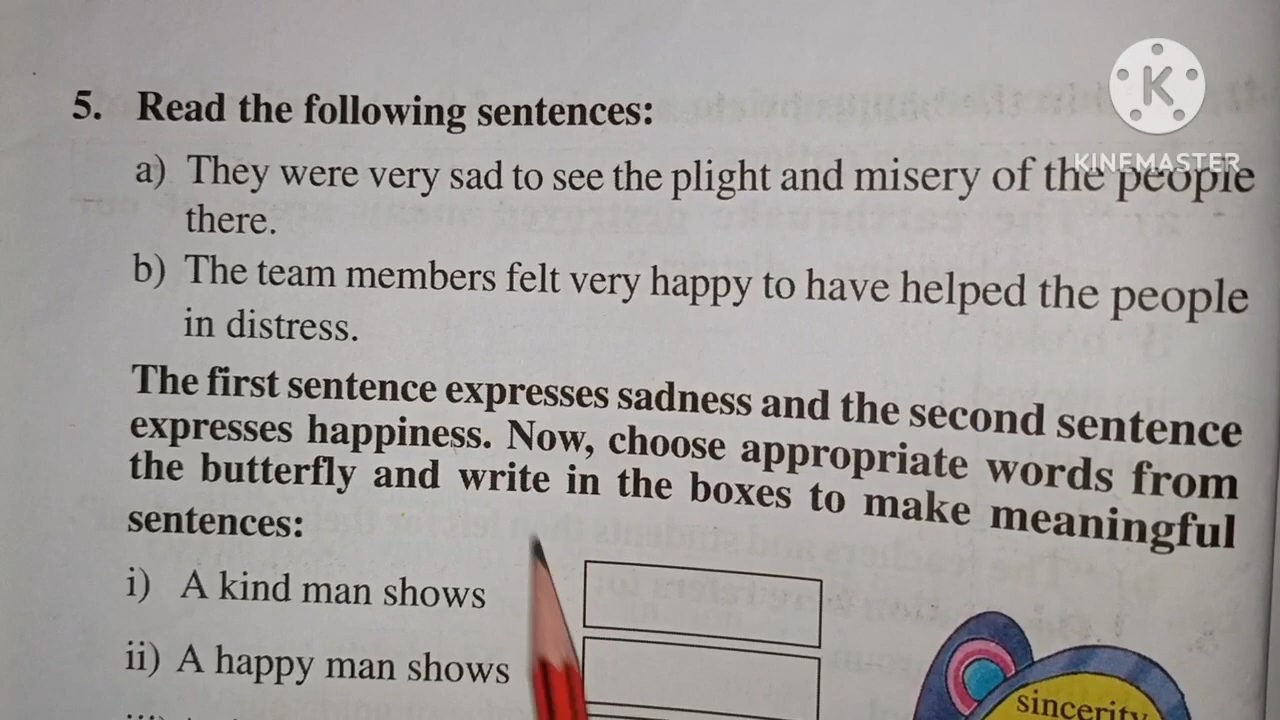 K
KINEMASTER
5. Read the following sentences:
a) They were very sad to see the plight and misery of the people
there.
b) The team members felt very happy to have helped the people
in distress.
The first sentence expresses sadness and the second sentence
expresses happiness. Now, choose appropriate words from
the butterfly and write in the boxes to make meaningful
sentences:
i) A kind man shows
ii) A happy man shows
sincerity